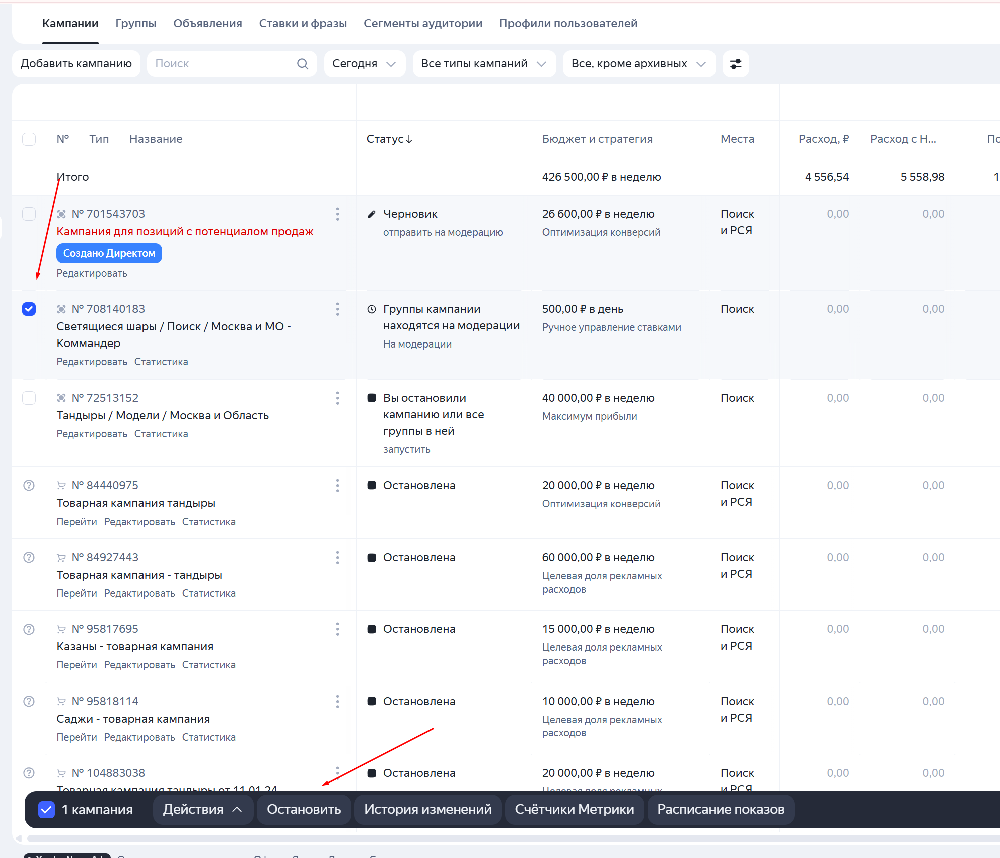 Кампании Группы Объявления Ставки и фразы Сегменты аудитории Профили пользователей
Добавить кампанию Поиск Сегодня Все типы кампаний Все, кроме архивных
№ Тип Название Статус↓ Бюджет и стратегия Места Расход, ₽ Расход с Н... По
Итого 426 500,00 ₽ в неделю 4 556,54 5 558,98 1
№ 701543703 Черновик 26 600,00 ₽ в неделю Поиск 0,00 0,00
Кампания для позиций с потенциалом продаж отправить на модерацию Оптимизация конверсий и РСЯ
Создано Директом
Редактировать
№ 708140183 Группы кампании 500,00 ₽ в день Поиск 0,00 0,00
Светящиеся шары / Поиск / Москва и МО - находятся на модерации Ручное управление ставками
Коммандер На модерации
Редактировать Статистика
№ 72513152 Вы остановили 40 000,00 ₽ в неделю Поиск 0,00 0,00
Тандыры / Модели / Москва и Область кампанию или все Максимум прибыли
Редактировать Статистика группы в ней
запустить
№ 84440975 Остановлена 20 000,00 ₽ в неделю Поиск 0,00 0,00
Товарная кампания тандыры Оптимизация конверсий и РСЯ
Перейти Редактировать Статистика
№ 84927443 Остановлена 60 000,00 ₽ в неделю Поиск 0,00 0,00
Товарная кампания - тандыры Целевая доля рекламных и РСЯ
Перейти Редактировать Статистика расходов
№ 95817695 Остановлена 15 000,00 ₽ в неделю Поиск 0,00 0,00
Казаны - товарная кампания Целевая доля рекламных и РСЯ
Перейти Редактировать Статистика расходов
№ 95818114 Остановлена 10 000,00 ₽ в неделю Поиск 0,00 0,00
Саджи - товарная кампания Целевая доля рекламных и РСЯ
Перейти Редактировать Статистика расходов
№ 104883038 Остановлена 20 000,00 ₽ в неделю Поиск 0,00 0,00
Товарная кампания тандыры от 11.01.24 Целевая доля рекламных и РСЯ
1 кампания Действия Остановить История изменений Счётчики Метрики Расписание показов